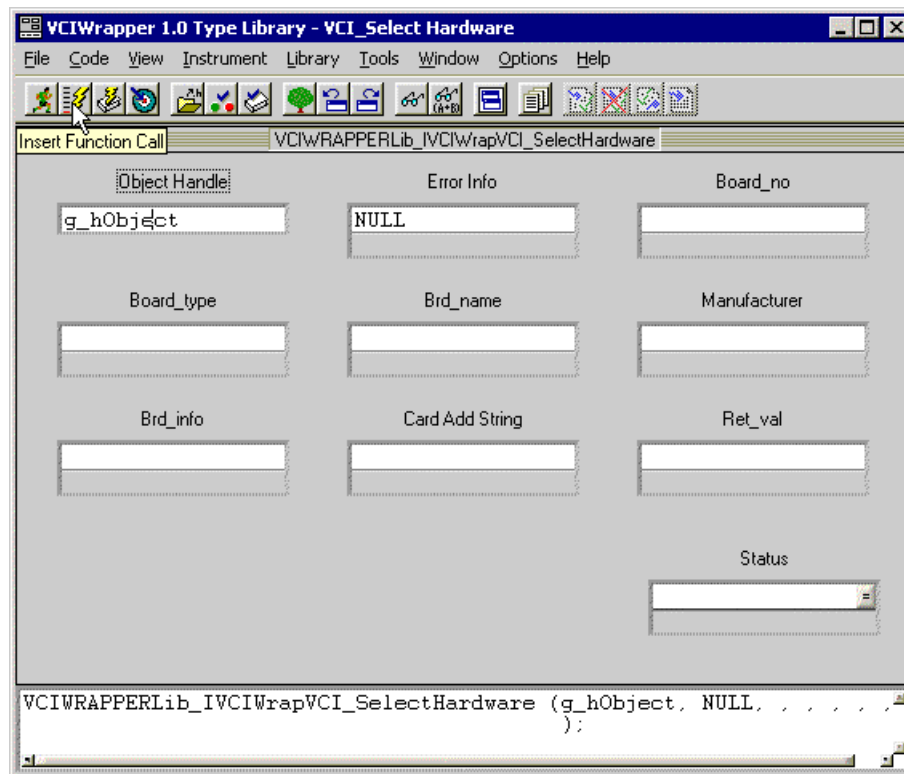 VCIWrapper 1.0 Type Library - VCI_Select Hardware
File Code View Instrument Library Tools Window Options Help
Insert Function Call
VCIWRAPPERLib_IVCIWrapVCI_SelectHardware
Object Handle Error Info Board_no
g_hObject NULL
Board_type Brd_name Manufacturer
Brd_info Card Add String Ret_val
Status
=
VCIWRAPPERLib_IVCIWrapVCI_SelectHardware (g_hObject, NULL, , , , , ,
);